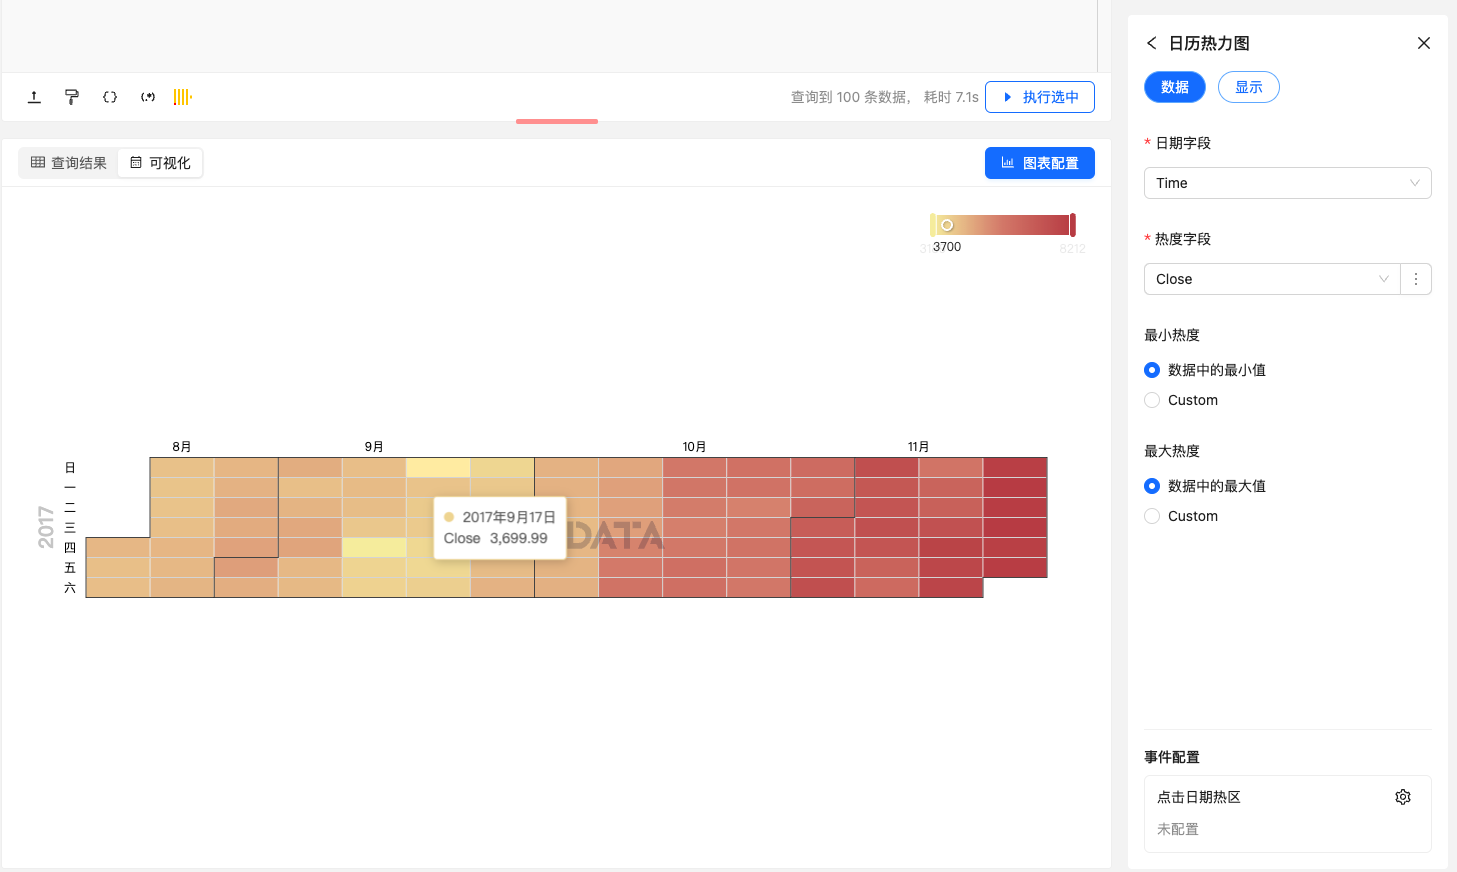 查询到 100 条数据， 耗时 7.1s
执行选中
查询结果
可视化
图表配置
3700
8212
8月
9月
10月
11月
2017
日
一
二
三
四
五
六
2017年9月17日
Close 3,699.99
DATA
日历热力图
数据
显示
* 日期字段
Time
* 热度字段
Close
最小热度
数据中的最小值
Custom
最大热度
数据中的最大值
Custom
事件配置
点击日期热区
未配置